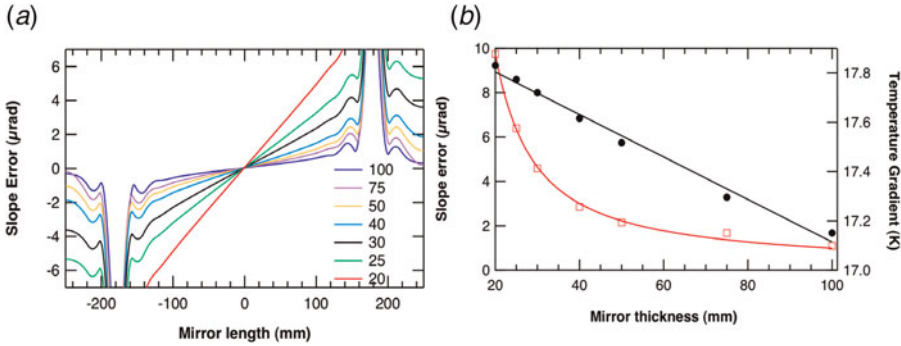 (a)
6
4
2
0
-2
-4
-6
Slope Error (μrad)
100
75
50
40
30
25
20
-200 -100 0 100 200
Mirror length (mm)
(b)
10
8
6
4
2
0
Slope error (μrad)
17.8
17.6
17.4
17.2
17.0
Temperature Gradient (K)
20 40 60 80 100
Mirror thickness (mm)